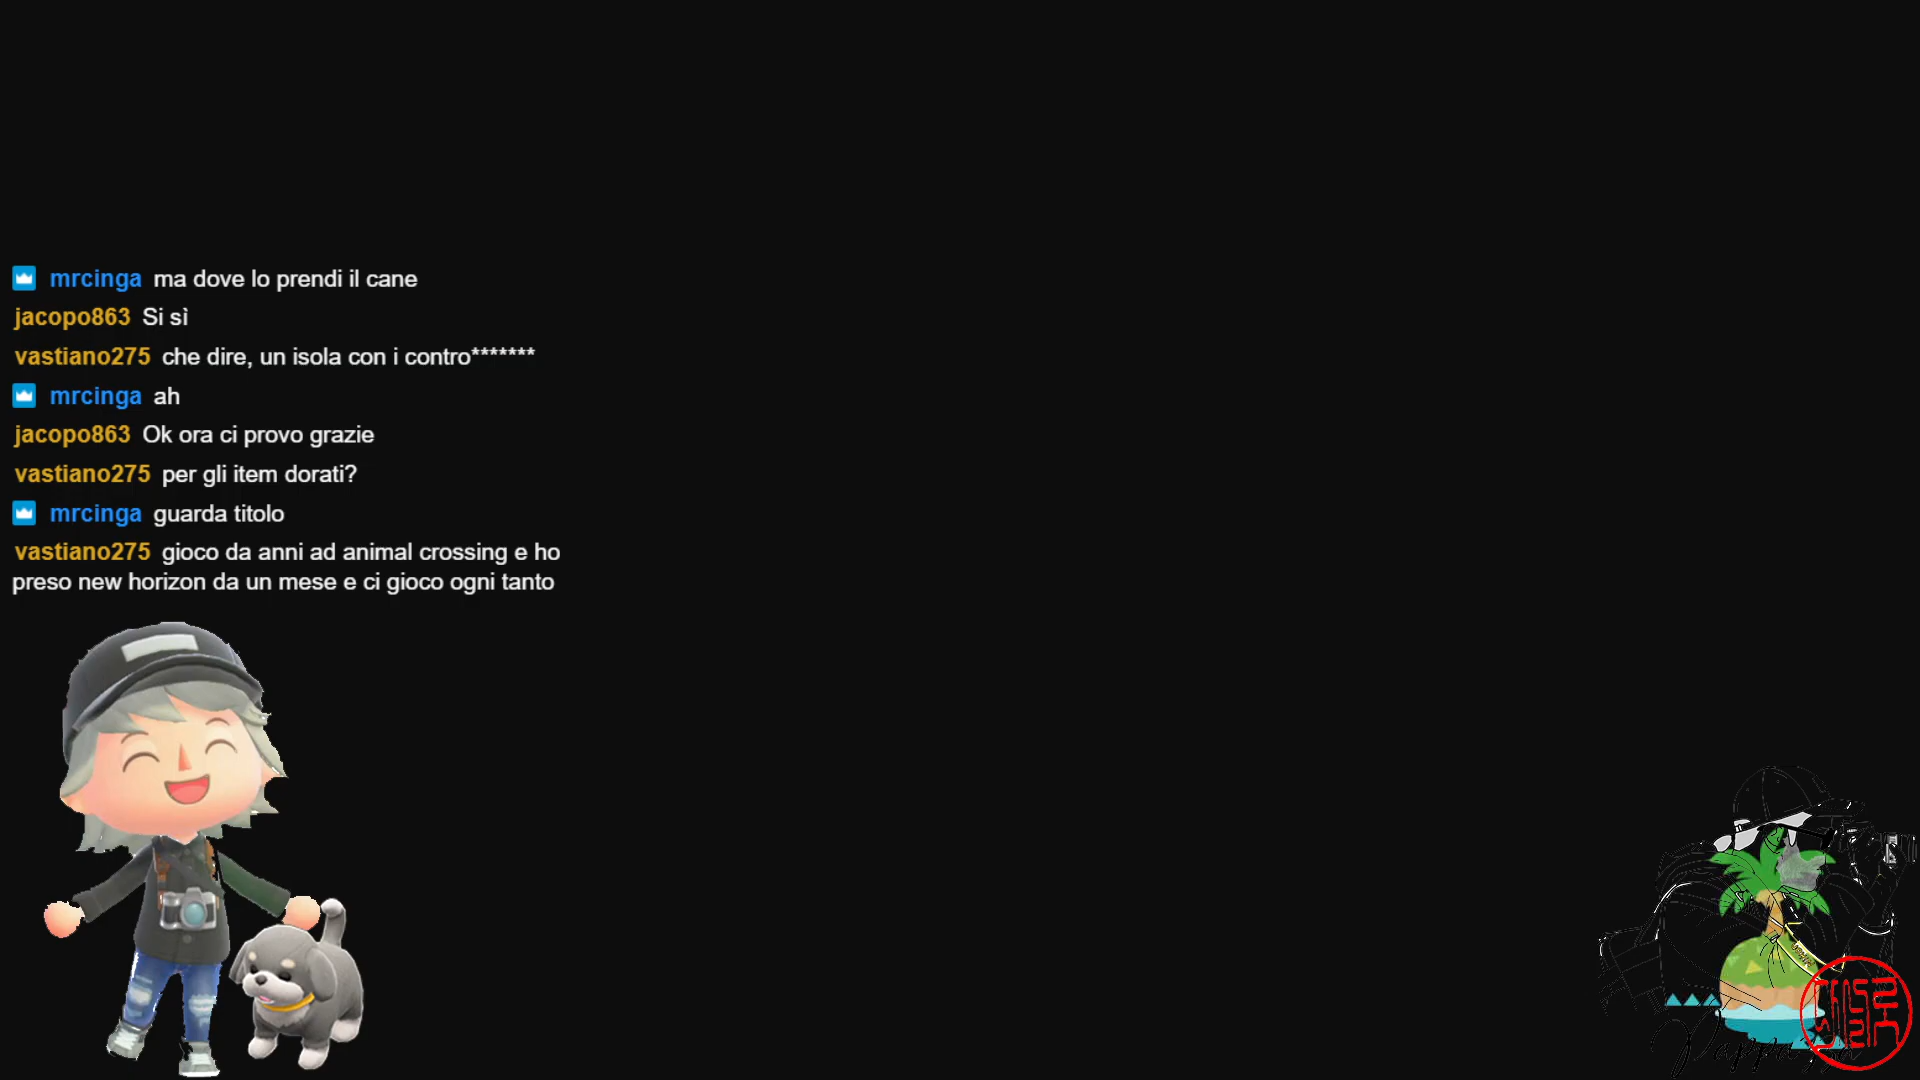 mrcinga ma dove lo prendi il cane
jacopo863 Si sì
vastiano275 che dire, un isola con i contro*******
mrcinga ah
jacopo863 Ok ora ci provo grazie
vastiano275 per gli item dorati?
mrcinga guarda titolo
vastiano275 gioco da anni ad animal crossing e ho
preso new horizon da un mese e ci gioco ogni tanto